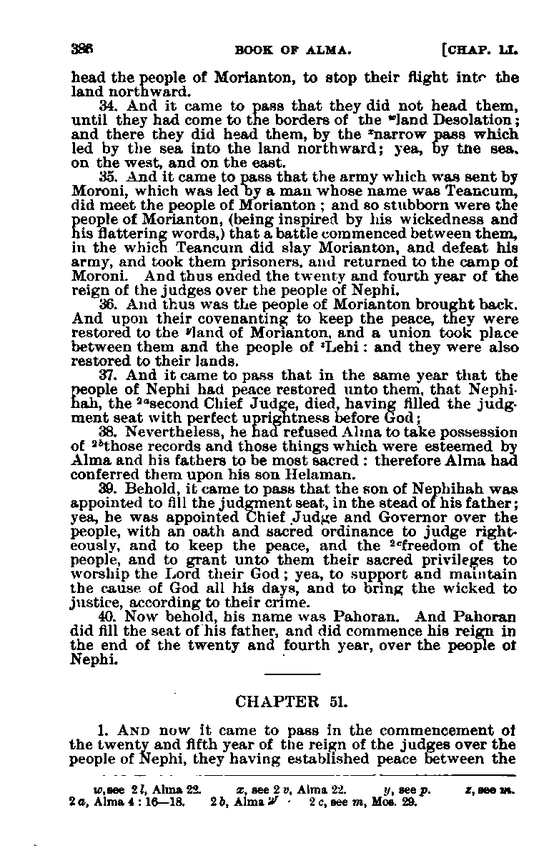 386 BOOK OF ALMA. [CHAP. LI.
head the people of Morianton, to stop their flight into the
land northward.
34. And it came to pass that they did not head them,
until they had come to the borders of the ʷland Desolation;
and there they did head them, by the ˣnarrow pass which
led by the sea into the land northward; yea, by the sea,
on the west, and on the east.
35. And it came to pass that the army which was sent by
Moroni, which was led by a man whose name was Teancum,
did meet the people of Morianton; and so stubborn were the
people of Morianton, (being inspired by his wickedness and
his flattering words,) that a battle commenced between them,
in the which Teancum did slay Morianton, and defeat his
army, and took them prisoners, and returned to the camp of
Moroni. And thus ended the twenty and fourth year of the
reign of the judges over the people of Nephi.
36. And thus was the people of Morianton brought back.
And upon their covenanting to keep the peace, they were
restored to the ʸland of Morianton, and a union took place
between them and the people of ᶻLehi: and they were also
restored to their lands.
37. And it came to pass that in the same year that the
people of Nephi had peace restored unto them, that Nephi-
hah, the ²ᵃsecond Chief Judge, died, having filled the judg-
ment seat with perfect uprightness before God;
38. Nevertheless, he had refused Alma to take possession
of ²ᵇthose records and those things which were esteemed by
Alma and his fathers to be most sacred: therefore Alma had
conferred them upon his son Helaman.
39. Behold, it came to pass that the son of Nephihah was
appointed to fill the judgment seat, in the stead of his father;
yea, he was appointed Chief Judge and Governor over the
people, with an oath and sacred ordinance to judge right-
eously, and to keep the peace, and the ²ᶜfreedom of the
people, and to grant unto them their sacred privileges to
worship the Lord their God; yea, to support and maintain
the cause of God all his days, and to bring the wicked to
justice, according to their crime.
40. Now behold, his name was Pahoran. And Pahoran
did fill the seat of his father, and did commence his reign in
the end of the twenty and fourth year, over the people of
Nephi.
CHAPTER 51.
1. AND now it came to pass in the commencement of
the twenty and fifth year of the reign of the judges over the
people of Nephi, they having established peace between the
w, see 2 l, Alma 22. x, see 2 v, Alma 22. y, see p. z, see m.
2 a, Alma 4: 16—18. 2 b, Alma 2 c, see m, Mos. 29.